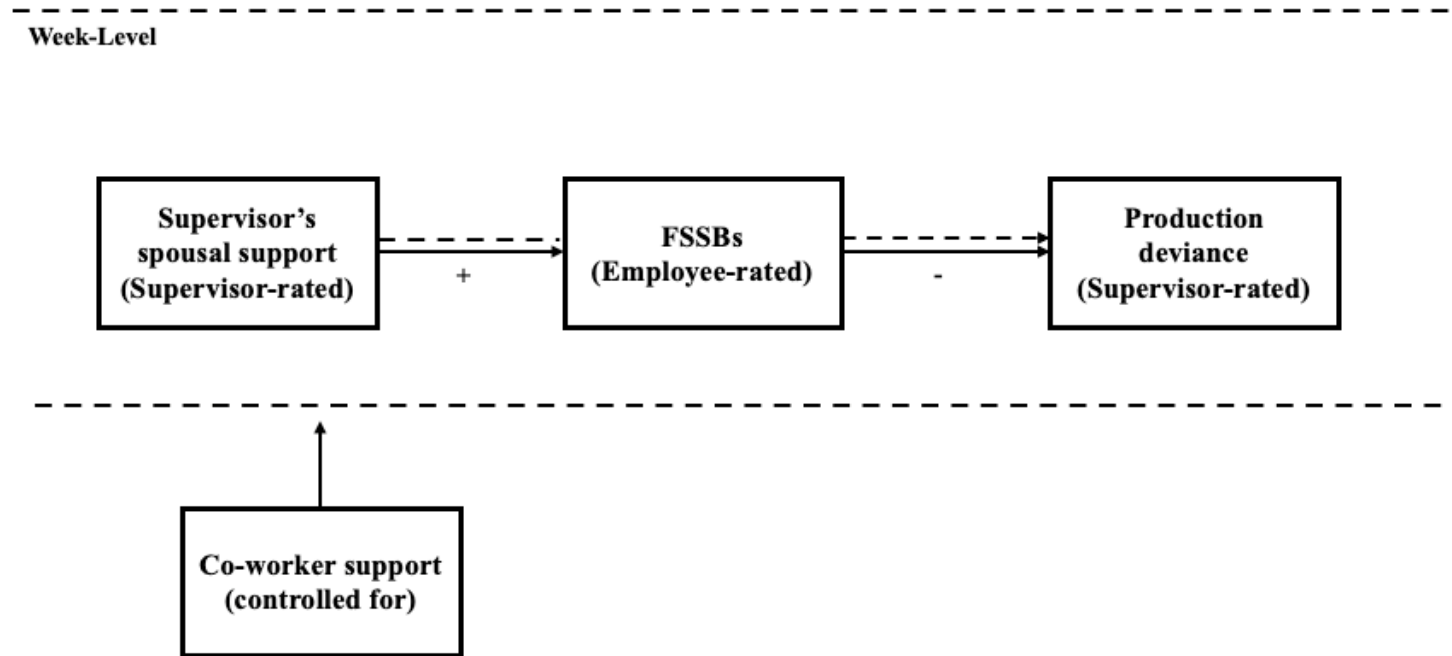 Week-Level
Supervisor’s
spousal support
(Supervisor-rated)
+
FSSBs
(Employee-rated)
-
Production
deviance
(Supervisor-rated)
Co-worker support
(controlled for)